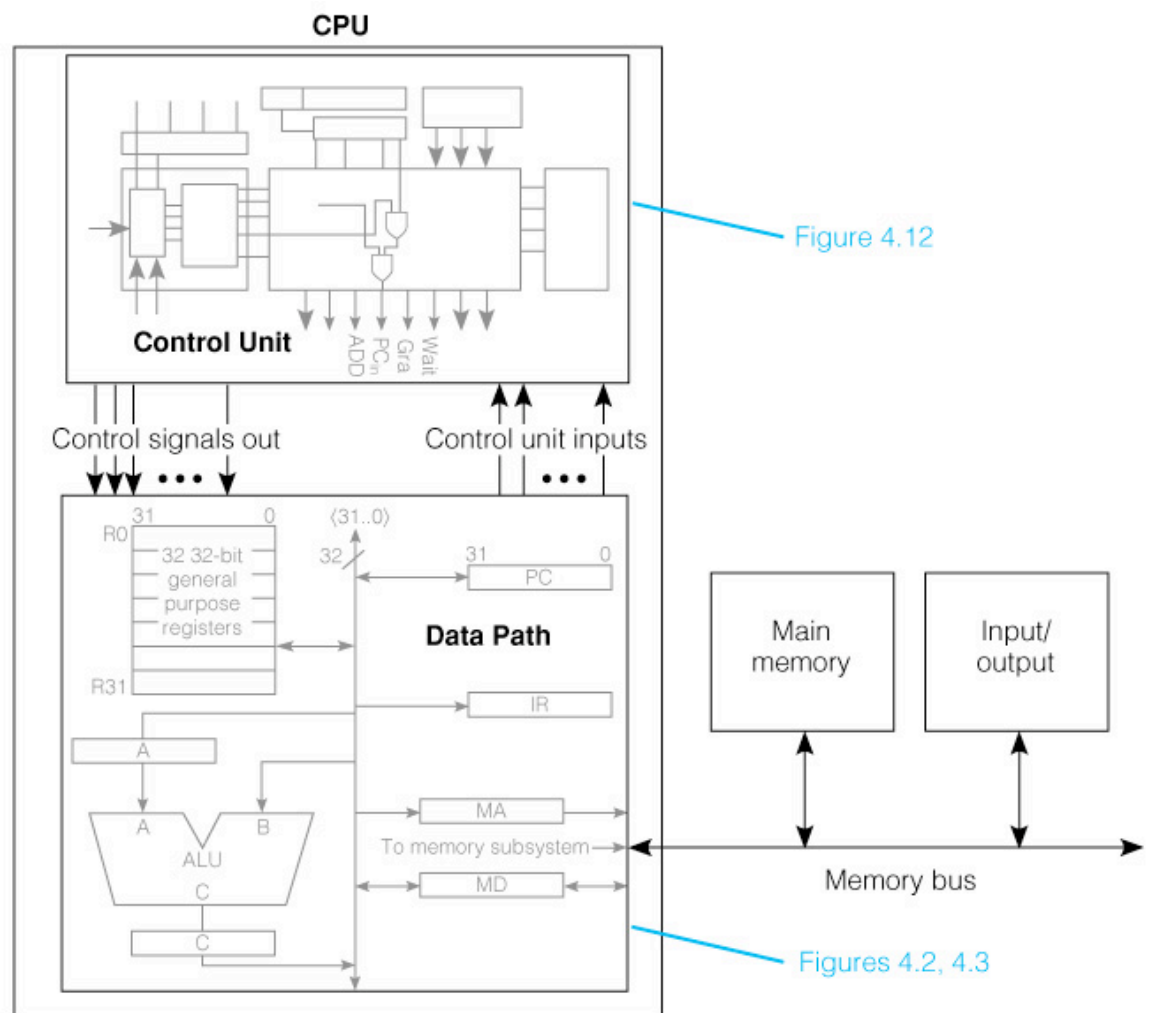 CPU
Figure 4.12
Control Unit
ADD
PCin
Gra
Wait
Control signals out
Control unit inputs
• • •
• • •
31 0
R0
32 32-bit
general
purpose
registers
R31
⟨31..0⟩
32
31 0
PC
Data Path
IR
A
A
B
ALU
C
C
MA
To memory subsystem
MD
Main
memory
Input/
output
Memory bus
Figures 4.2, 4.3